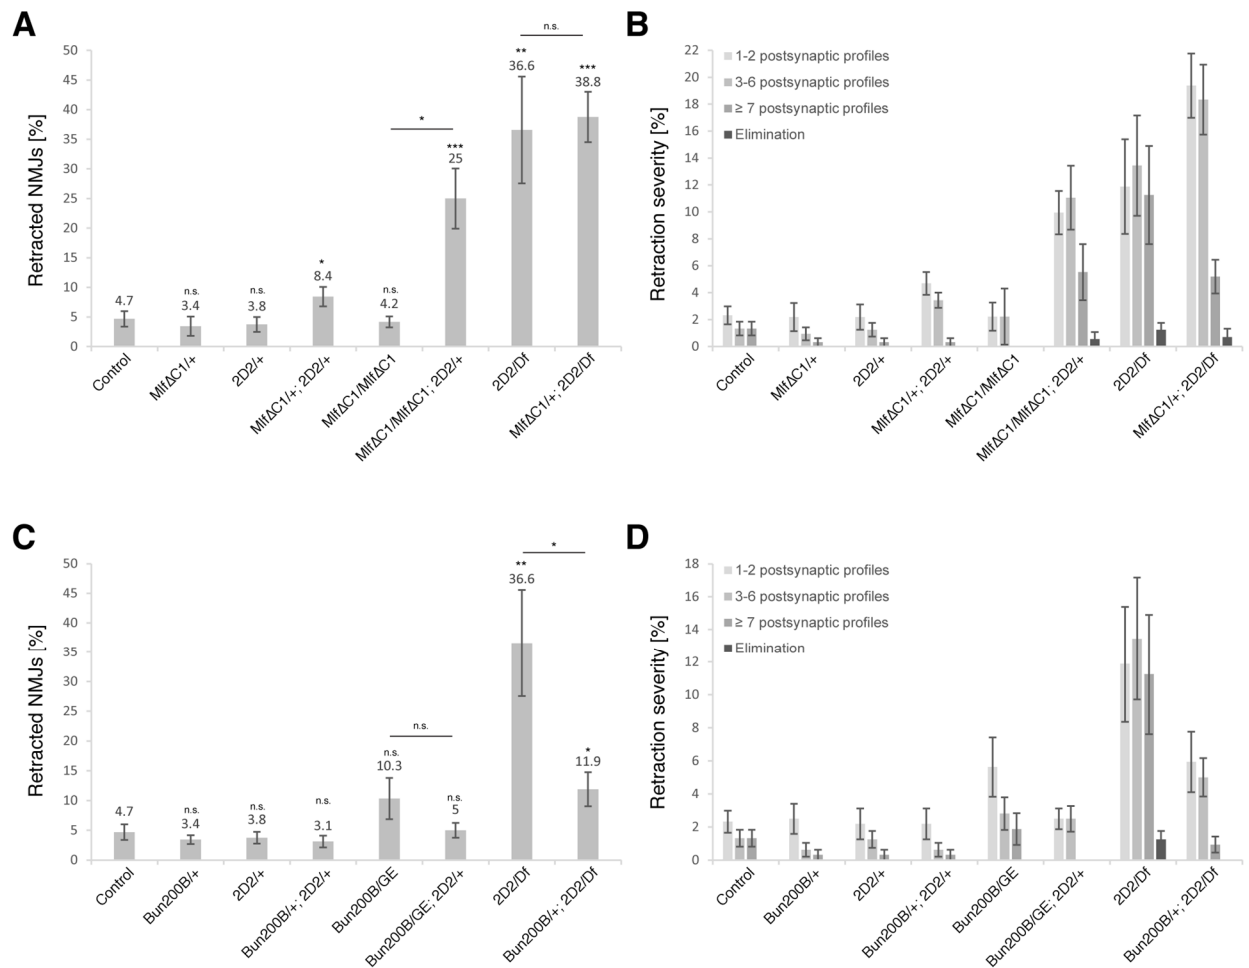 A
Retracted NMJs [%]
50
45
40
35
30
25
20
15
10
5
0
4.7
n.s.
3.4
n.s.
3.8
*
8.4
n.s.
4.2
*
***
25
**
36.6
n.s.
***
38.8
Control
MlfΔC1/+
2D2/+
MlfΔC1/+; 2D2/+
MlfΔC1/MlfΔC1
MlfΔC1/MlfΔC1; 2D2/+
2D2/Df
MlfΔC1/+; 2D2/Df
B
Retraction severity [%]
22
20
18
16
14
12
10
8
6
4
2
0
1-2 postsynaptic profiles
3-6 postsynaptic profiles
≥ 7 postsynaptic profiles
Elimination
Control
MlfΔC1/+
2D2/+
MlfΔC1/+; 2D2/+
MlfΔC1/MlfΔC1
MlfΔC1/MlfΔC1; 2D2/+
2D2/Df
MlfΔC1/+; 2D2/Df
C
Retracted NMJs [%]
50
45
40
35
30
25
20
15
10
5
0
4.7
n.s.
3.4
n.s.
3.8
n.s.
3.1
n.s.
n.s.
10.3
n.s.
5
**
36.6
*
*
11.9
Control
Bun200B/+
2D2/+
Bun200B/+; 2D2/+
Bun200B/GE
Bun200B/GE; 2D2/+
2D2/Df
Bun200B/+; 2D2/Df
D
Retraction severity [%]
18
16
14
12
10
8
6
4
2
0
1-2 postsynaptic profiles
3-6 postsynaptic profiles
≥ 7 postsynaptic profiles
Elimination
Control
Bun200B/+
2D2/+
Bun200B/+; 2D2/+
Bun200B/GE
Bun200B/GE; 2D2/+
2D2/Df
Bun200B/+; 2D2/Df